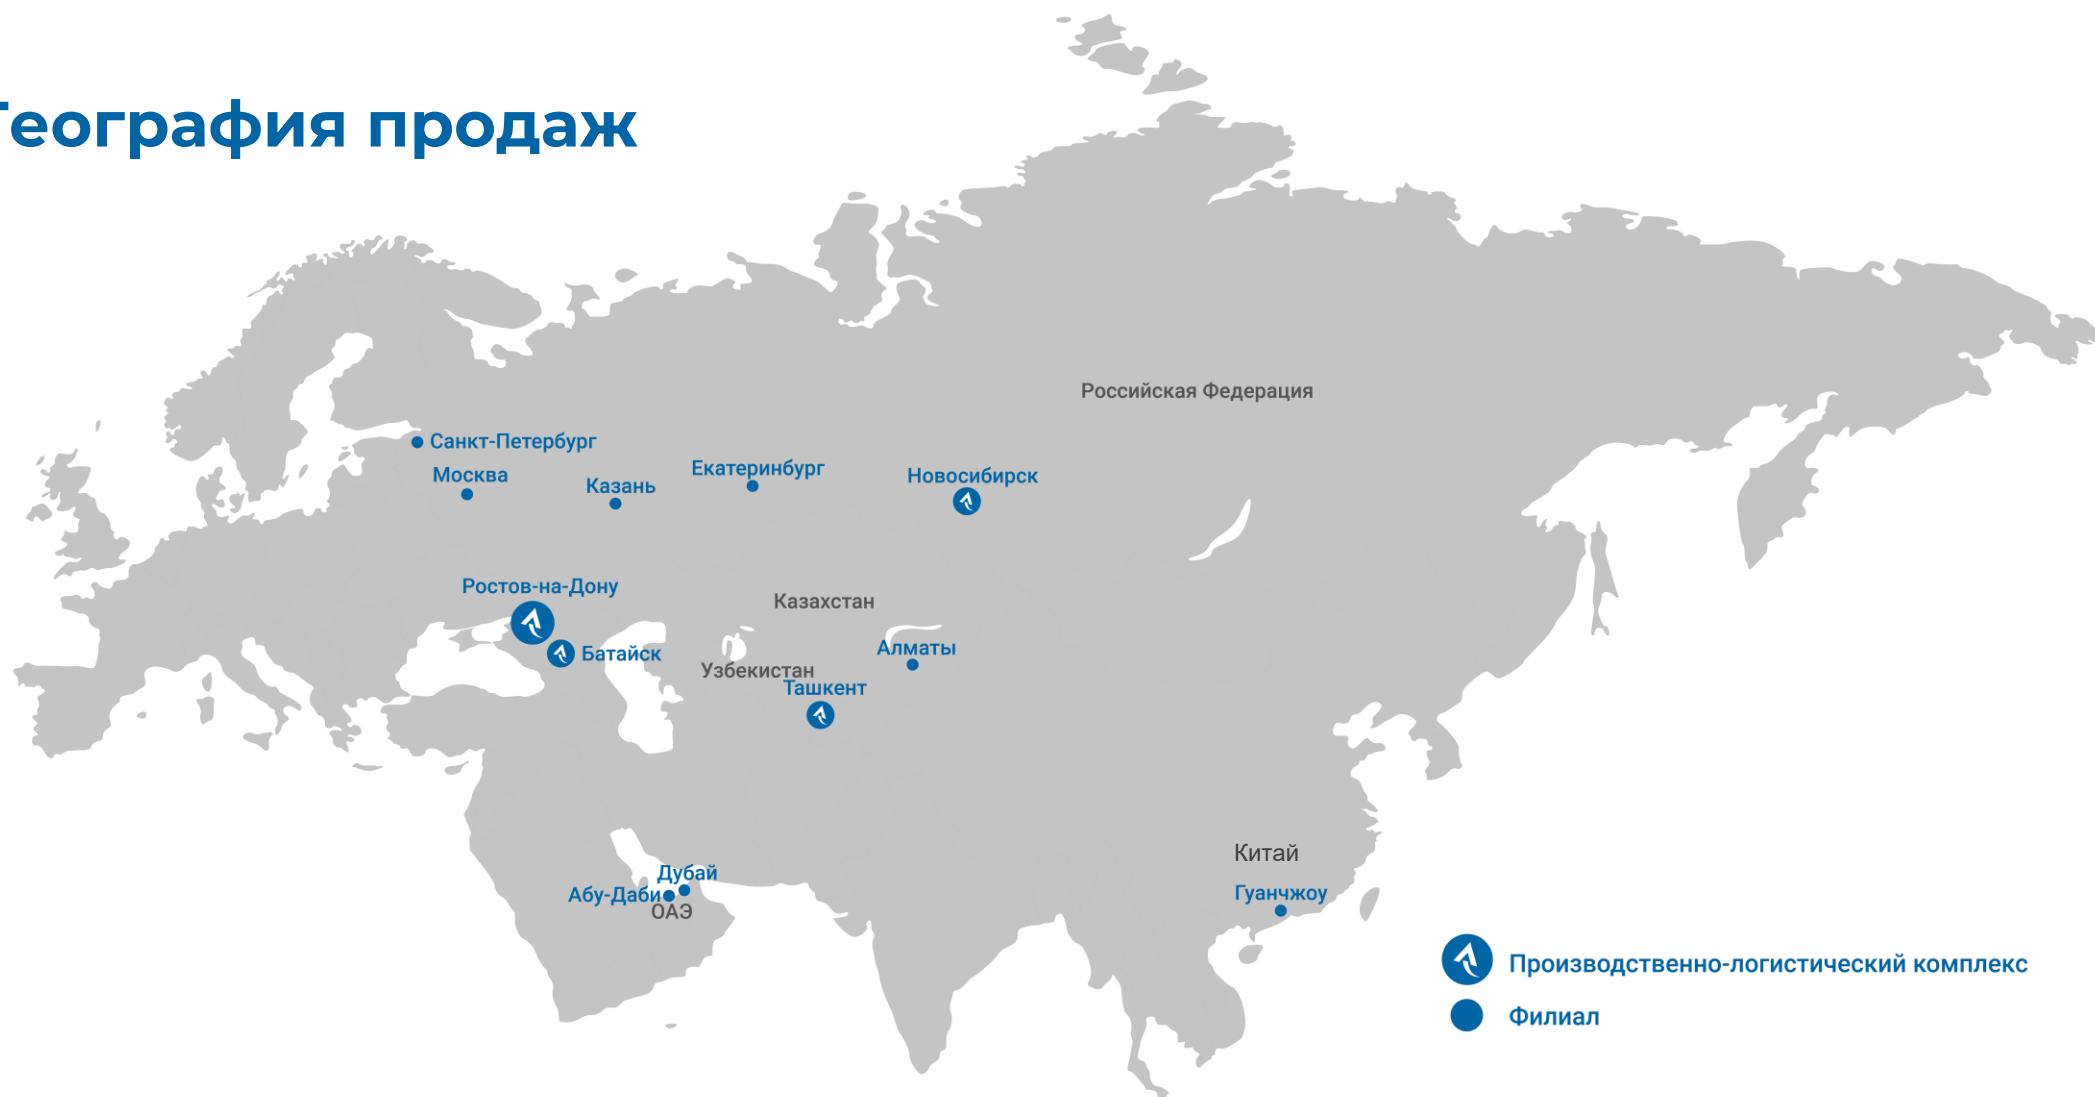 География продаж
Российская Федерация
Санкт-Петербург
Москва
Казань
Екатеринбург
Новосибирск
Ростов-на-Дону
Батайск
Казахстан
Алматы
Узбекистан
Ташкент
Дубай
Абу-Даби
ОАЭ
Китай
Гуанчжоу
Производственно-логистический комплекс
Филиал